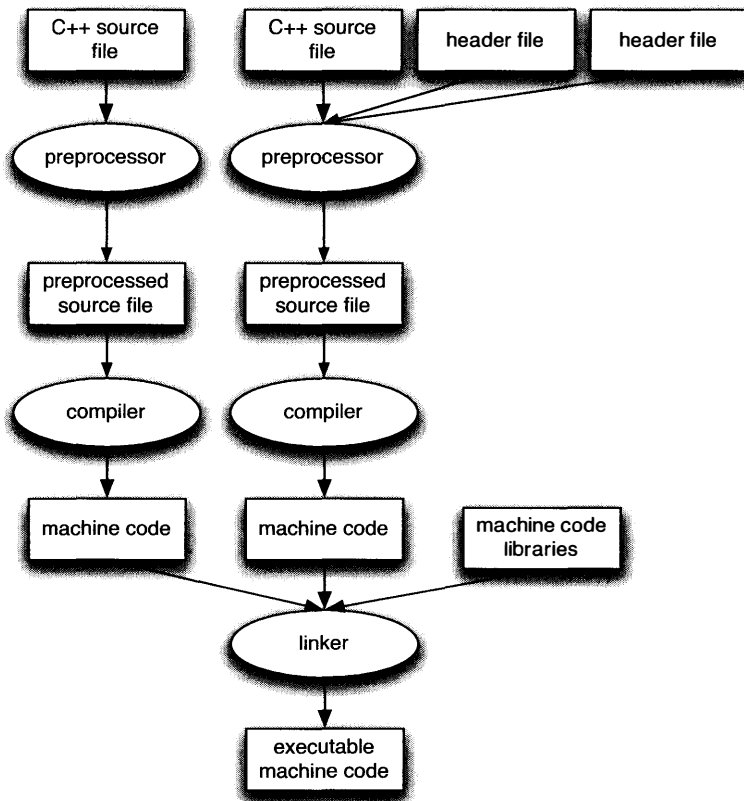 C++ source
file
C++ source
file
header file
header file
preprocessor
preprocessor
preprocessed
source file
preprocessed
source file
compiler
compiler
machine code
machine code
machine code
libraries
linker
executable
machine code